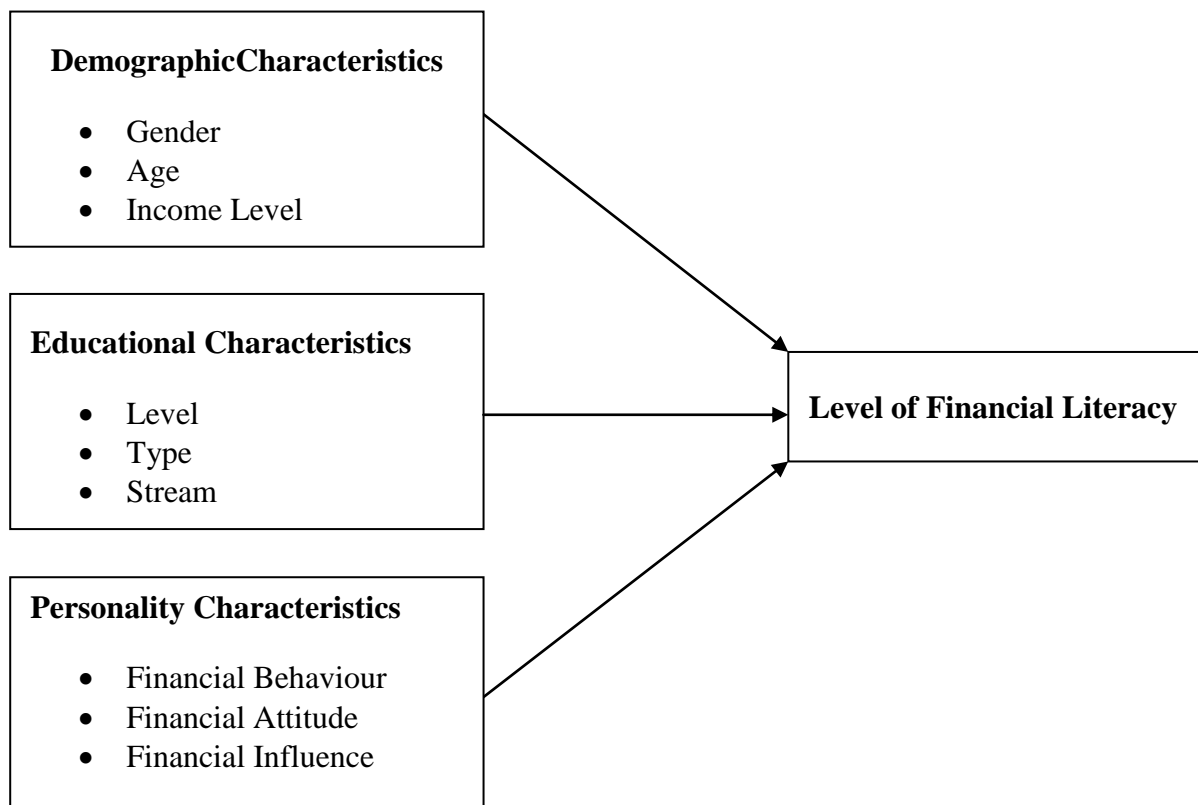 DemographicCharacteristics
• Gender
• Age
• Income Level
Educational Characteristics
• Level
• Type
• Stream
Level of Financial Literacy
Personality Characteristics
• Financial Behaviour
• Financial Attitude
• Financial Influence